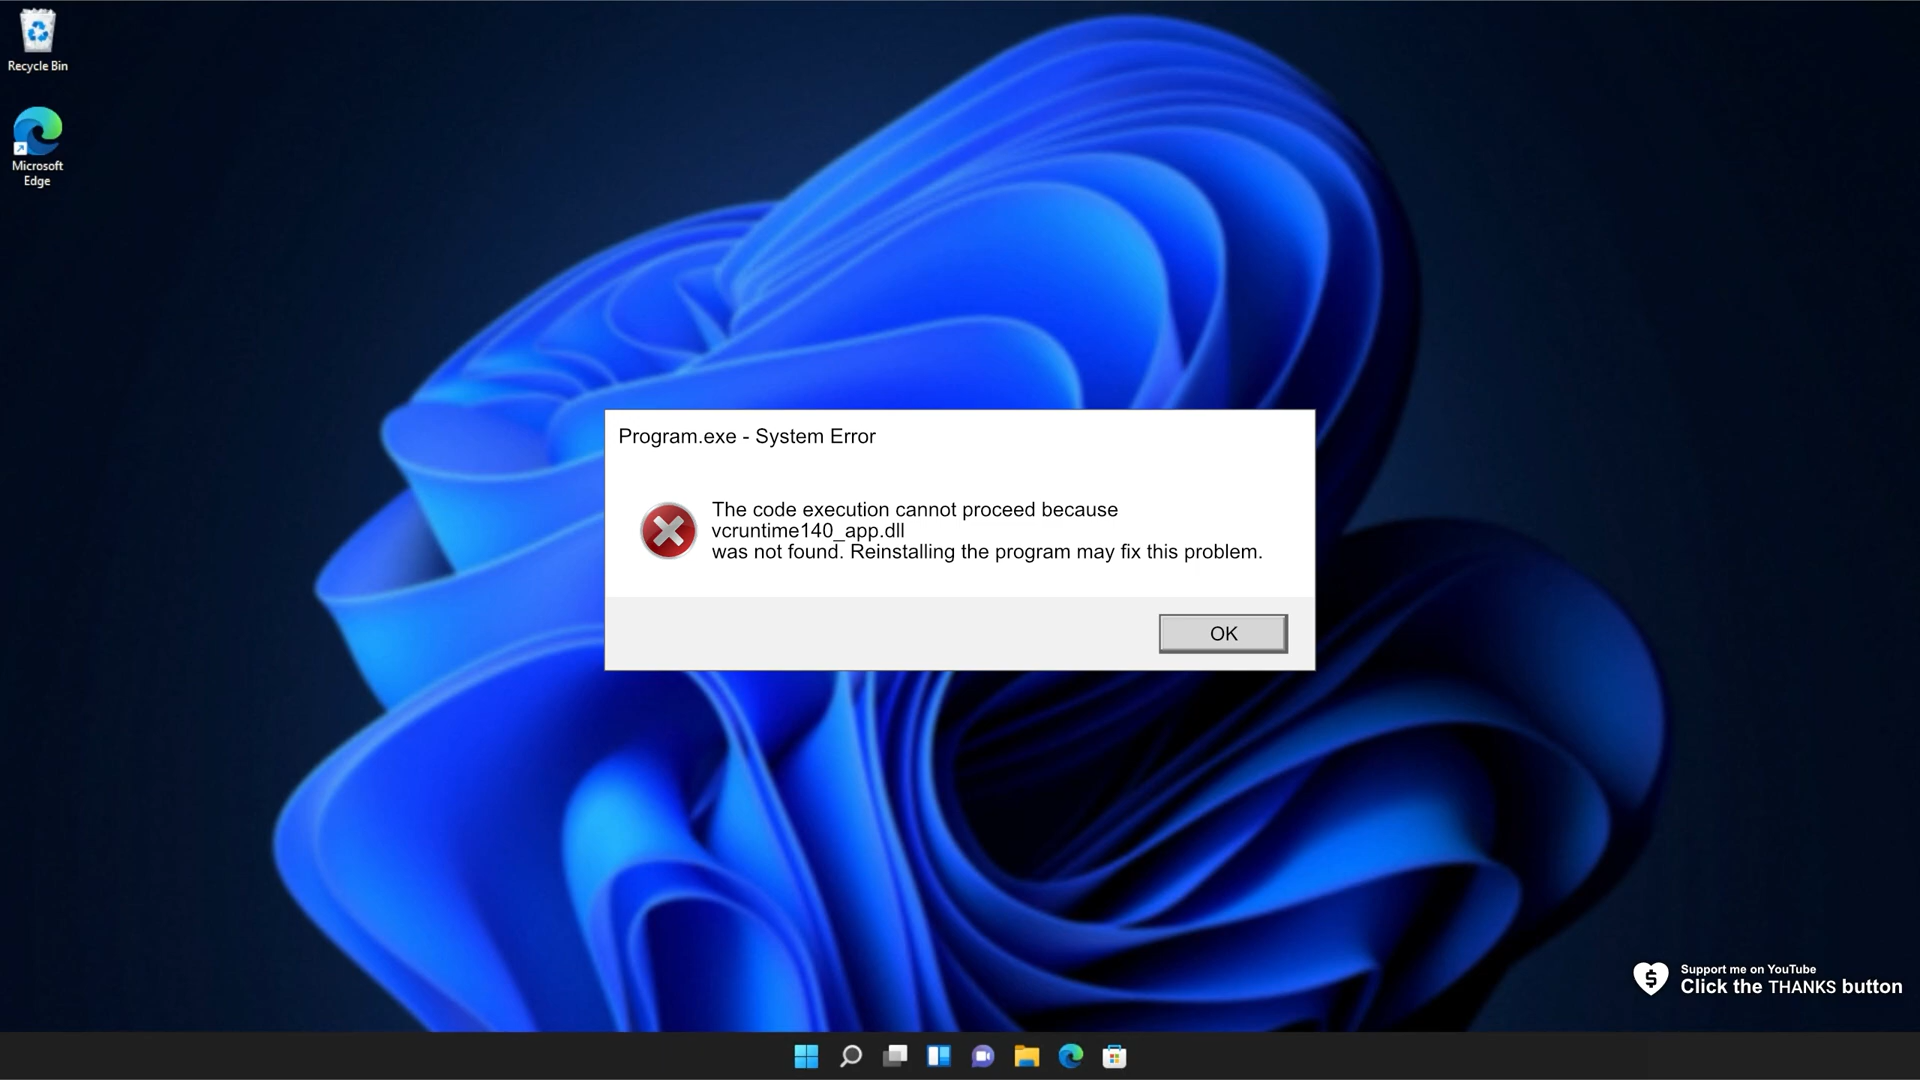 Recycle Bin
Microsoft
Edge
Program.exe - System Error
The code execution cannot proceed because
vcruntime140_app.dll
was not found. Reinstalling the program may fix this problem.
OK
Support me on YouTube
Click the THANKS button